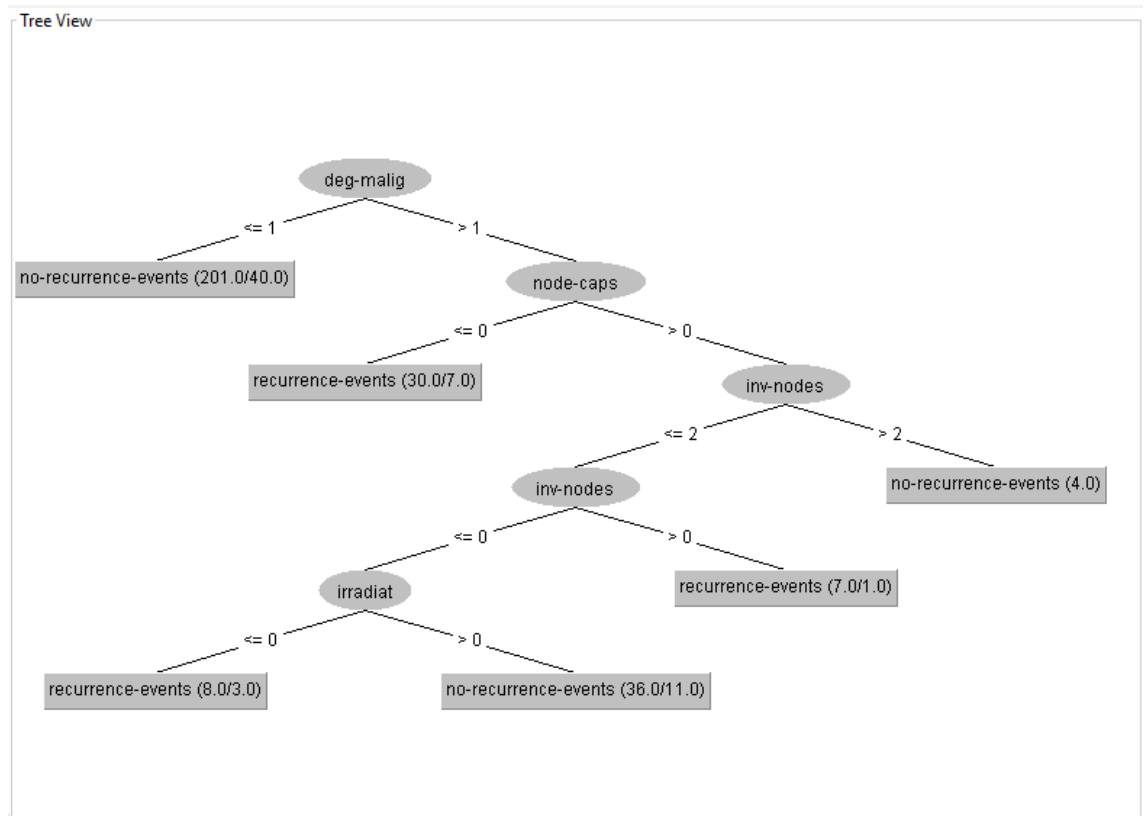 Tree View
deg-malig
<= 1
> 1
no-recurrence-events (201.0/40.0)
node-caps
<= 0
> 0
recurrence-events (30.0/7.0)
inv-nodes
<= 2
> 2
inv-nodes
no-recurrence-events (4.0)
<= 0
> 0
irradiat
recurrence-events (7.0/1.0)
<= 0
> 0
recurrence-events (8.0/3.0)
no-recurrence-events (36.0/11.0)